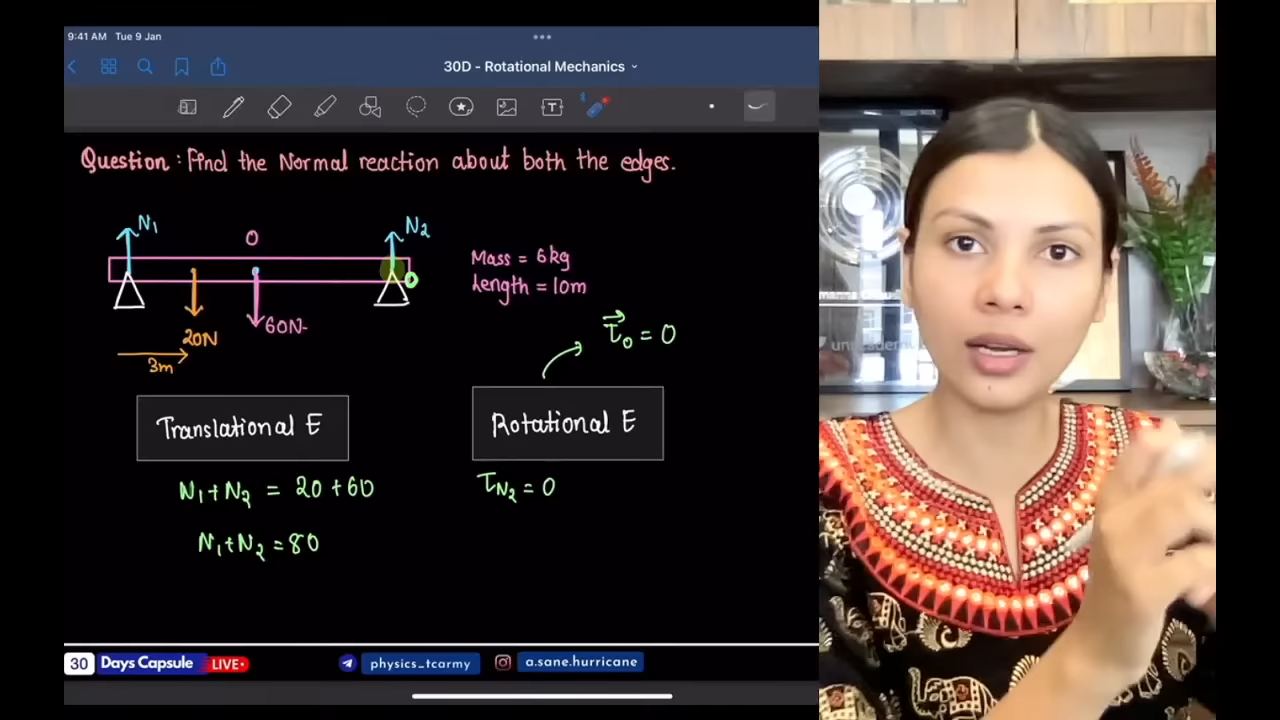 9:41 AM Tue 9 Jan
30D - Rotational Mechanics
T
Question: Find the Normal reaction about both the edges.
N₁
O
N₂
Mass = 6kg
Length = 10m
O
20N
60N
3m
τ⃗₀ = 0
Translational E
Rotational E
N₁+N₂ = 20+60
τN₂ = 0
N₁+N₂ = 80
30 Days Capsule LIVE
physics_tcarmy
a.sane.hurricane